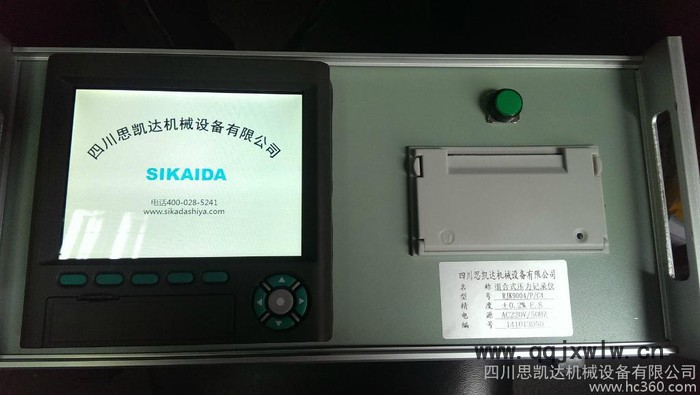 四川思凯达机械设备有限公司
SIKAIDA
电话400-028-5241
www.sikadashiya.com
四川思凯达机械设备有限公司
名 称 组合式压力记录仪
型 号 RJK900A/P/C4
精 度 ±0.2% F.S
电 源 AC220V/50HZ
编 号 141013050
www.qgjxwlw.cn
四川思凯达机械设备有限公司
http://www.hc360.com